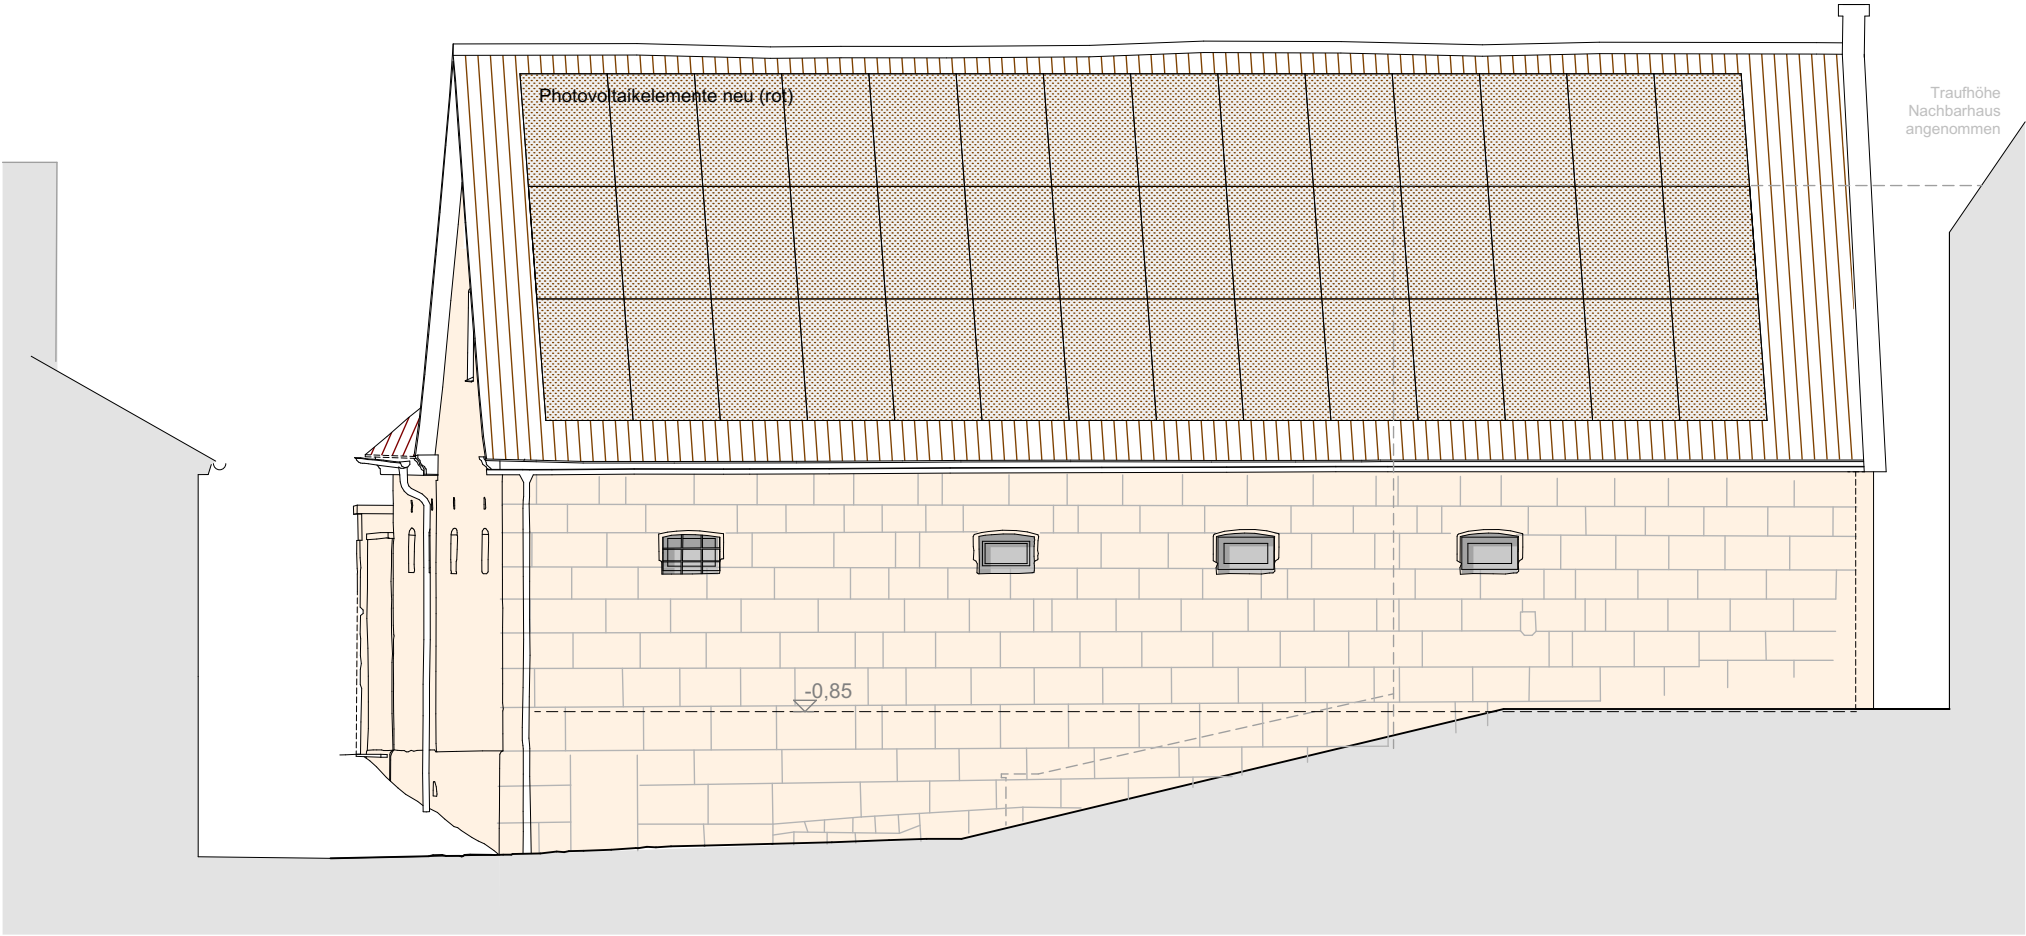 Photovoltaikelemente neu (rot)
Traufhöhe
Nachbarhaus
angenommen
-0,85